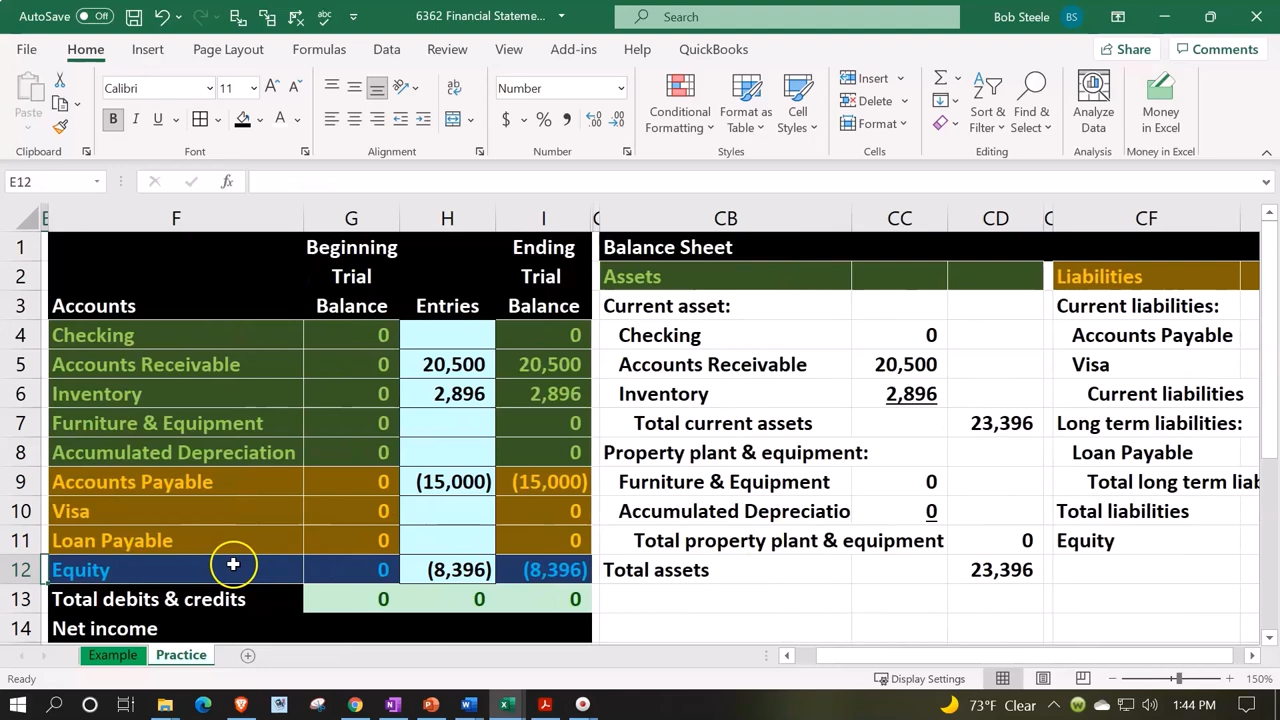 AutoSave Off 6362 Financial Stateme... Search Bob Steele BS
File Home Insert Page Layout Formulas Data Review View Add-ins Help QuickBooks Share Comments
Paste Calibri 11 Number Conditional Formatting Format as Table Cell Styles Insert Delete Format Sort & Filter Find & Select Analyze Data Money in Excel
Clipboard Font Alignment Number Styles Cells Editing Analysis Money in Excel
E12 fx
F G H I CB CC CD CF
1 Beginning Ending Balance Sheet
2 Trial Trial Assets Liabilities
3 Accounts Balance Entries Balance Current asset: Current liabilities:
4 Checking 0 0 Checking 0 Accounts Payable
5 Accounts Receivable 0 20,500 20,500 Accounts Receivable 20,500 Visa
6 Inventory 0 2,896 2,896 Inventory 2,896 Current liabilities
7 Furniture & Equipment 0 0 Total current assets 23,396 Long term liabilities:
8 Accumulated Depreciation 0 0 Property plant & equipment: Loan Payable
9 Accounts Payable 0 (15,000) (15,000) Furniture & Equipment 0 Total long term liab
10 Visa 0 0 Accumulated Depreciatio 0 Total liabilities
11 Loan Payable 0 0 Total property plant & equipment 0 Equity
12 Equity 0 (8,396) (8,396) Total assets 23,396
13 Total debits & credits 0 0 0
14 Net income
Example Practice
Ready Display Settings 150%
73°F Clear 1:44 PM